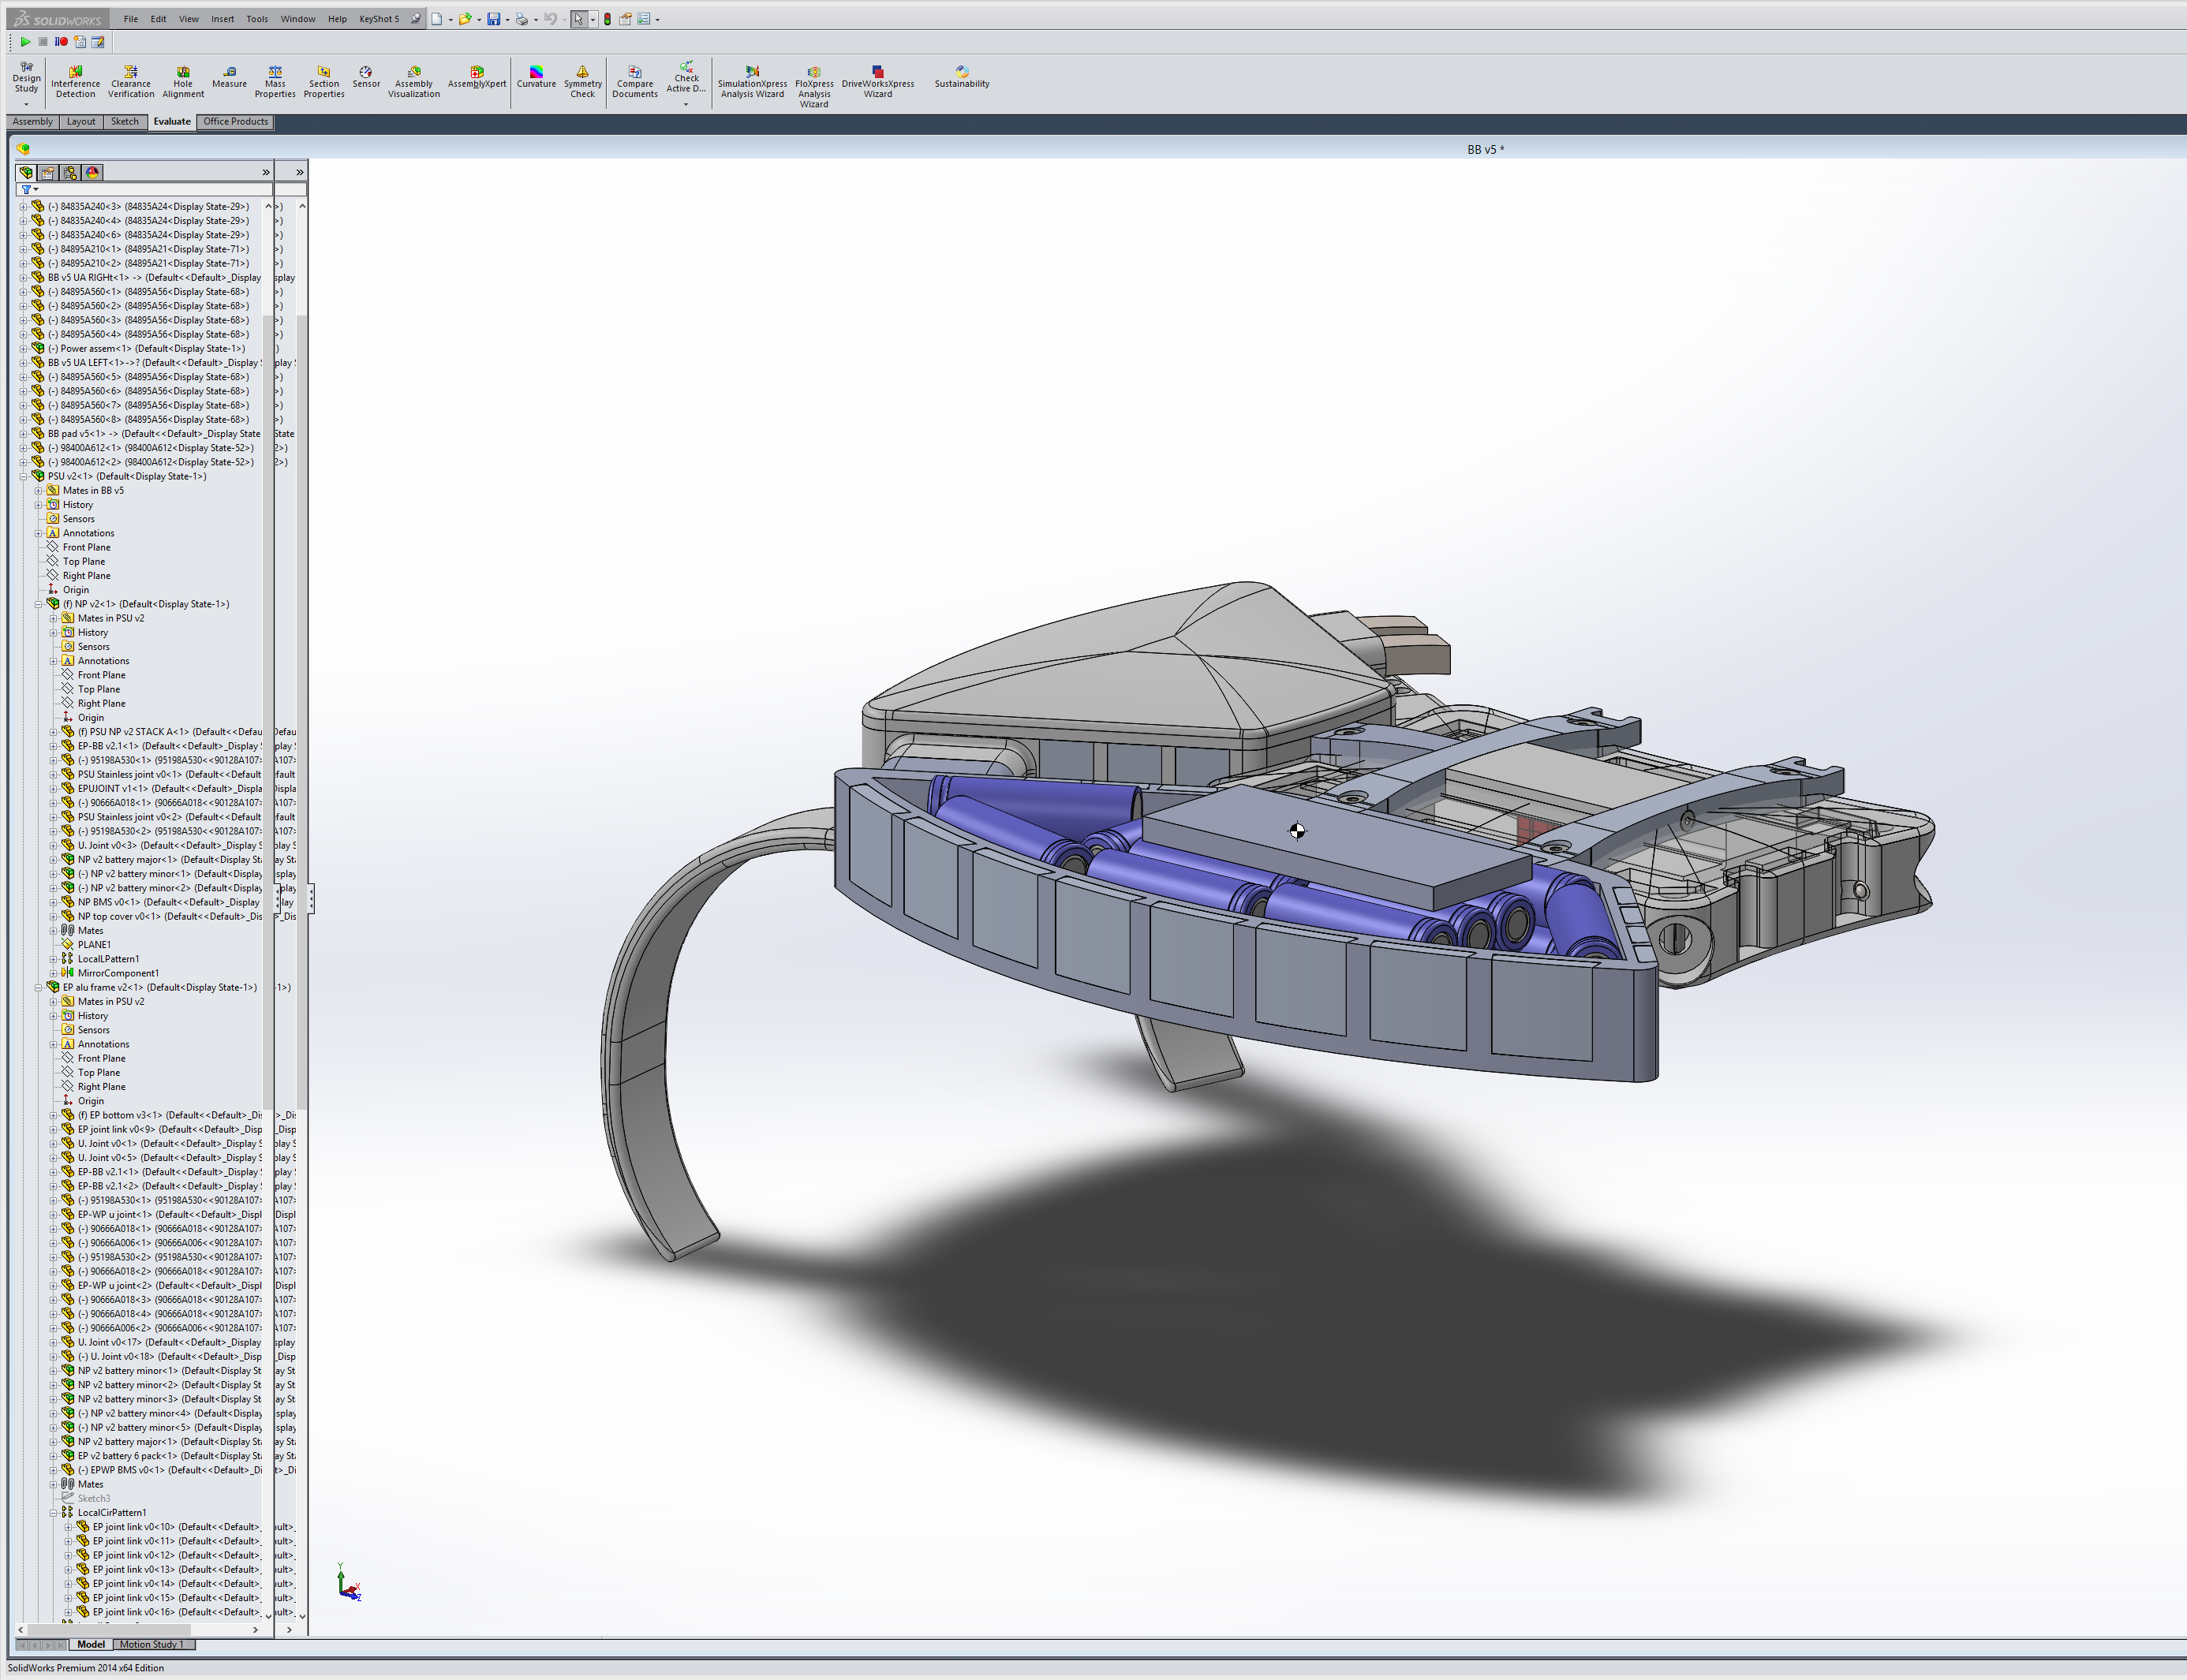 SOLIDWORKS File Edit View Insert Tools Window Help KeyShot 5
Design Study
Interference Detection
Clearance Verification
Hole Alignment
Measure
Mass Properties
Section Properties
Sensor
Assembly Visualization
AssemblyXpert
Curvature
Symmetry Check
Compare Documents
Check Active D...
SimulationXpress Analysis Wizard
FloXpress Analysis Wizard
DriveWorksXpress Wizard
Sustainability
Assembly Layout Sketch Evaluate Office Products
BB v5 *
(-) 84835A240<3> (84835A24<Display State-29>)
(-) 84835A240<4> (84835A24<Display State-29>)
(-) 84835A240<6> (84835A24<Display State-29>)
(-) 84895A210<1> (84895A21<Display State-71>)
(-) 84895A210<2> (84895A21<Display State-71>)
BB v5 UA RIGHt<1> -> (Default<<Default>_Display
(-) 84895A560<1> (84895A56<Display State-68>)
(-) 84895A560<2> (84895A56<Display State-68>)
(-) 84895A560<3> (84895A56<Display State-68>)
(-) 84895A560<4> (84895A56<Display State-68>)
(-) Power assem<1> (Default<Display State-1>)
BB v5 UA LEFT<1>->? (Default<<Default>_Display
(-) 84895A560<5> (84895A56<Display State-68>)
(-) 84895A560<6> (84895A56<Display State-68>)
(-) 84895A560<7> (84895A56<Display State-68>)
(-) 84895A560<8> (84895A56<Display State-68>)
BB pad v5<1> -> (Default<<Default>_Display State
(-) 98400A612<1> (98400A612<Display State-52>)
(-) 98400A612<2> (98400A612<Display State-52>)
PSU v2<1> (Default<Display State-1>)
Mates in BB v5
History
Sensors
Annotations
Front Plane
Top Plane
Right Plane
Origin
(f) NP v2<1> (Default<Display State-1>)
Mates in PSU v2
History
Sensors
Annotations
Front Plane
Top Plane
Right Plane
Origin
(f) PSU NP v2 STACK A<1> (Default<<Defau
EP-BB v2.1<1> (Default<<Default>_Display
(-) 95198A530<1> (95198A530<<90128A107>
PSU Stainless joint v0<1> (Default<<Default
EPUJOINT v1<1> (Default<<Default>_Displa
(-) 90666A018<1> (90666A018<<90128A107>
PSU Stainless joint v0<2> (Default<<Default
(-) 95198A530<2> (95198A530<<90128A107>
U. Joint v0<3> (Default<<Default>_Display S
NP v2 battery major<1> (Default<Display Sta
(-) NP v2 battery minor<1> (Default<Display
(-) NP v2 battery minor<2> (Default<Display
NP BMS v0<1> (Default<<Default>_Display
NP top cover v0<1> (Default<<Default>_Dis
Mates
PLANE1
LocalLPattern1
MirrorComponent1
EP alu frame v2<1> (Default<Display State-1>)
Mates in PSU v2
History
Sensors
Annotations
Front Plane
Top Plane
Right Plane
Origin
(f) EP bottom v3<1> (Default<<Default>_Dis
EP joint link v0<9> (Default<<Default>_Disp
U. Joint v0<1> (Default<<Default>_Display S
U. Joint v0<5> (Default<<Default>_Display S
EP-BB v2.1<1> (Default<<Default>_Display
EP-BB v2.1<2> (Default<<Default>_Display
(-) 95198A530<1> (95198A530<<90128A107>
EP-WP u joint<1> (Default<<Default>_Displ
(-) 90666A018<1> (90666A018<<90128A107>
(-) 90666A006<1> (90666A006<<90128A107>
(-) 95198A530<2> (95198A530<<90128A107>
(-) 90666A018<2> (90666A018<<90128A107>
EP-WP u joint<2> (Default<<Default>_Displ
(-) 90666A018<3> (90666A018<<90128A107>
(-) 90666A018<4> (90666A018<<90128A107>
(-) 90666A006<2> (90666A006<<90128A107>
U. Joint v0<17> (Default<<Default>_Display
(-) U. Joint v0<18> (Default<<Default>_Disp
NP v2 battery minor<1> (Default<Display St
NP v2 battery minor<2> (Default<Display St
NP v2 battery minor<3> (Default<Display St
(-) NP v2 battery minor<4> (Default<Display
(-) NP v2 battery minor<5> (Default<Display
NP v2 battery major<1> (Default<Display Sta
EP v2 battery 6 pack<1> (Default<Display Sta
(-) EPWP BMS v0<1> (Default<<Default>_Di
Mates
Sketch3
LocalCirPattern1
EP joint link v0<10> (Default<<Default>_
EP joint link v0<11> (Default<<Default>_
EP joint link v0<12> (Default<<Default>_
EP joint link v0<13> (Default<<Default>_
EP joint link v0<14> (Default<<Default>_
EP joint link v0<15> (Default<<Default>_
EP joint link v0<16> (Default<<Default>_
Y
X
Z
Model Motion Study 1
SolidWorks Premium 2014 x64 Edition